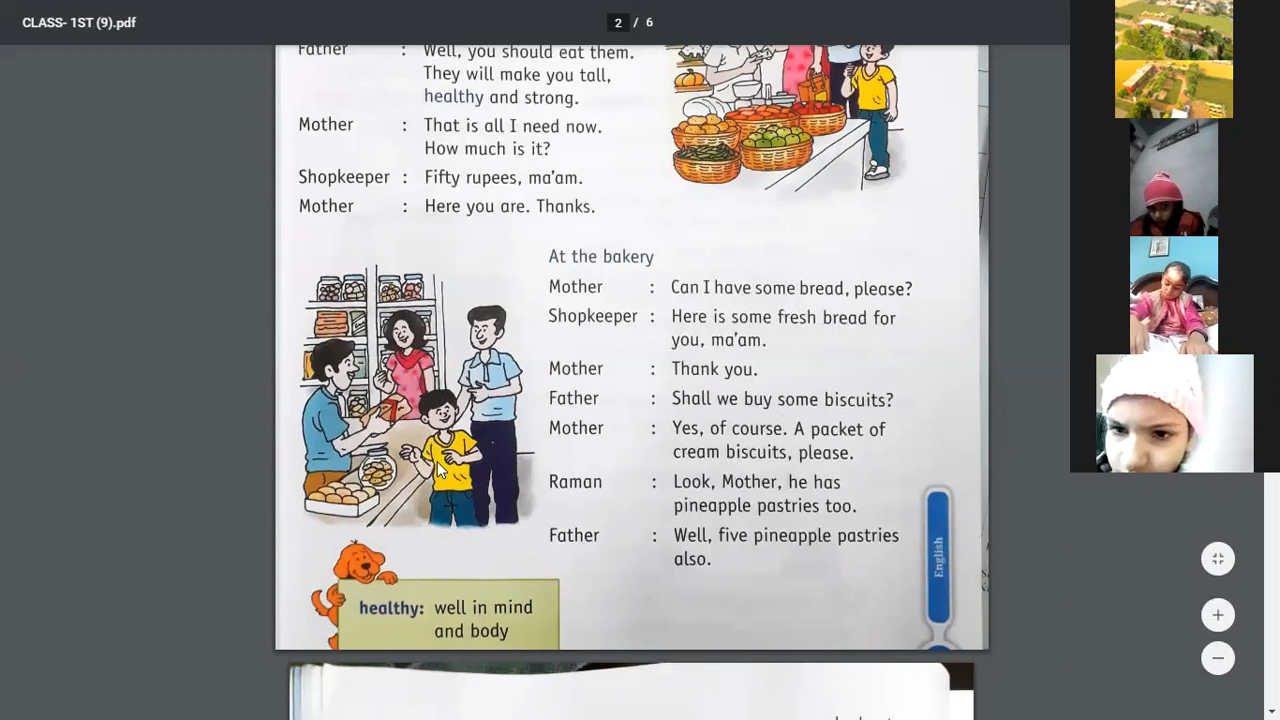 CLASS- 1ST (9).pdf
2 / 6
Father : Well, you should eat them.
They will make you tall,
healthy and strong.
Mother : That is all I need now.
How much is it?
Shopkeeper : Fifty rupees, ma'am.
Mother : Here you are. Thanks.
At the bakery
Mother : Can I have some bread, please?
Shopkeeper : Here is some fresh bread for
you, ma'am.
Mother : Thank you.
Father : Shall we buy some biscuits?
Mother : Yes, of course. A packet of
cream biscuits, please.
Raman : Look, Mother, he has
pineapple pastries too.
Father : Well, five pineapple pastries
also.
English
healthy: well in mind
and body